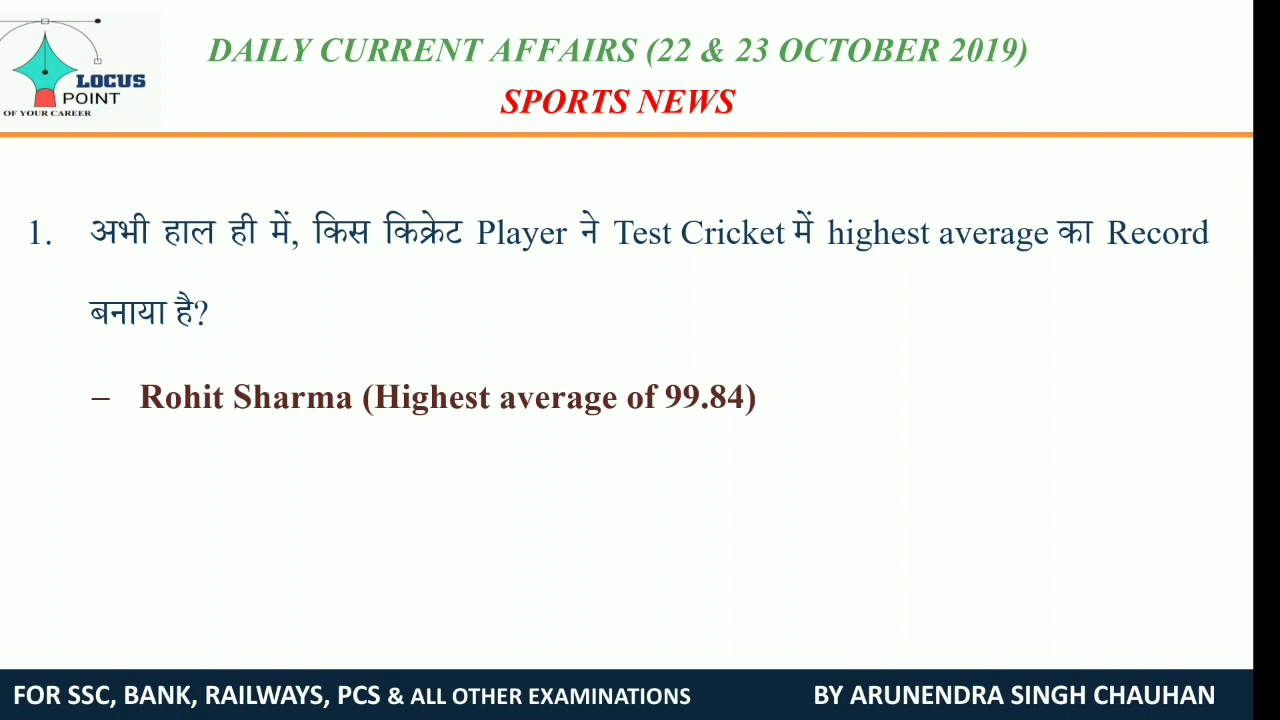 LOCUS
POINT
OF YOUR CAREER
DAILY CURRENT AFFAIRS (22 & 23 OCTOBER 2019)
SPORTS NEWS
1. अभी हाल ही में, किस किक्रेट Player ने Test Cricket में highest average का Record
बनाया है?
– Rohit Sharma (Highest average of 99.84)
FOR SSC, BANK, RAILWAYS, PCS & ALL OTHER EXAMINATIONS BY ARUNENDRA SINGH CHAUHAN